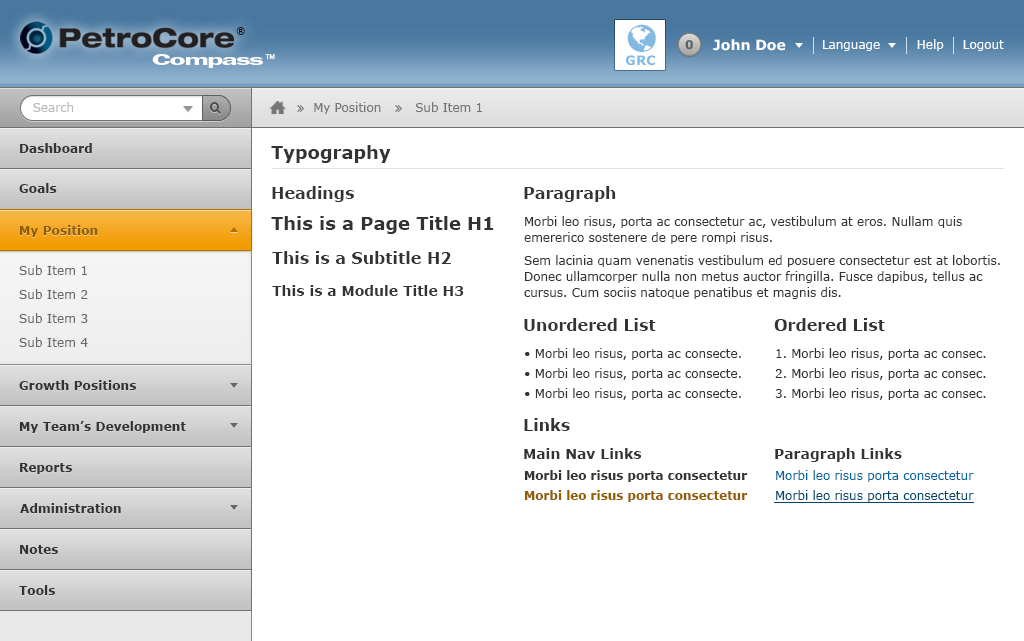 PetroCore®
Compass™
GRC
0
John Doe
Language
Help
Logout
Search
My Position » Sub Item 1
Dashboard
Goals
My Position
Sub Item 1
Sub Item 2
Sub Item 3
Sub Item 4
Growth Positions
My Team’s Development
Reports
Administration
Notes
Tools
Typography
Headings
This is a Page Title H1
This is a Subtitle H2
This is a Module Title H3
Paragraph
Morbi leo risus, porta ac consectetur ac, vestibulum at eros. Nullam quis
emererico sostenere de pere rompi risus.
Sem lacinia quam venenatis vestibulum ed posuere consectetur est at lobortis.
Donec ullamcorper nulla non metus auctor fringilla. Fusce dapibus, tellus ac
cursus. Cum sociis natoque penatibus et magnis dis.
Unordered List
• Morbi leo risus, porta ac consecte.
• Morbi leo risus, porta ac consecte.
• Morbi leo risus, porta ac consecte.
Ordered List
1. Morbi leo risus, porta ac consec.
2. Morbi leo risus, porta ac consec.
3. Morbi leo risus, porta ac consec.
Links
Main Nav Links
Morbi leo risus porta consectetur
Morbi leo risus porta consectetur
Paragraph Links
Morbi leo risus porta consectetur
Morbi leo risus porta consectetur